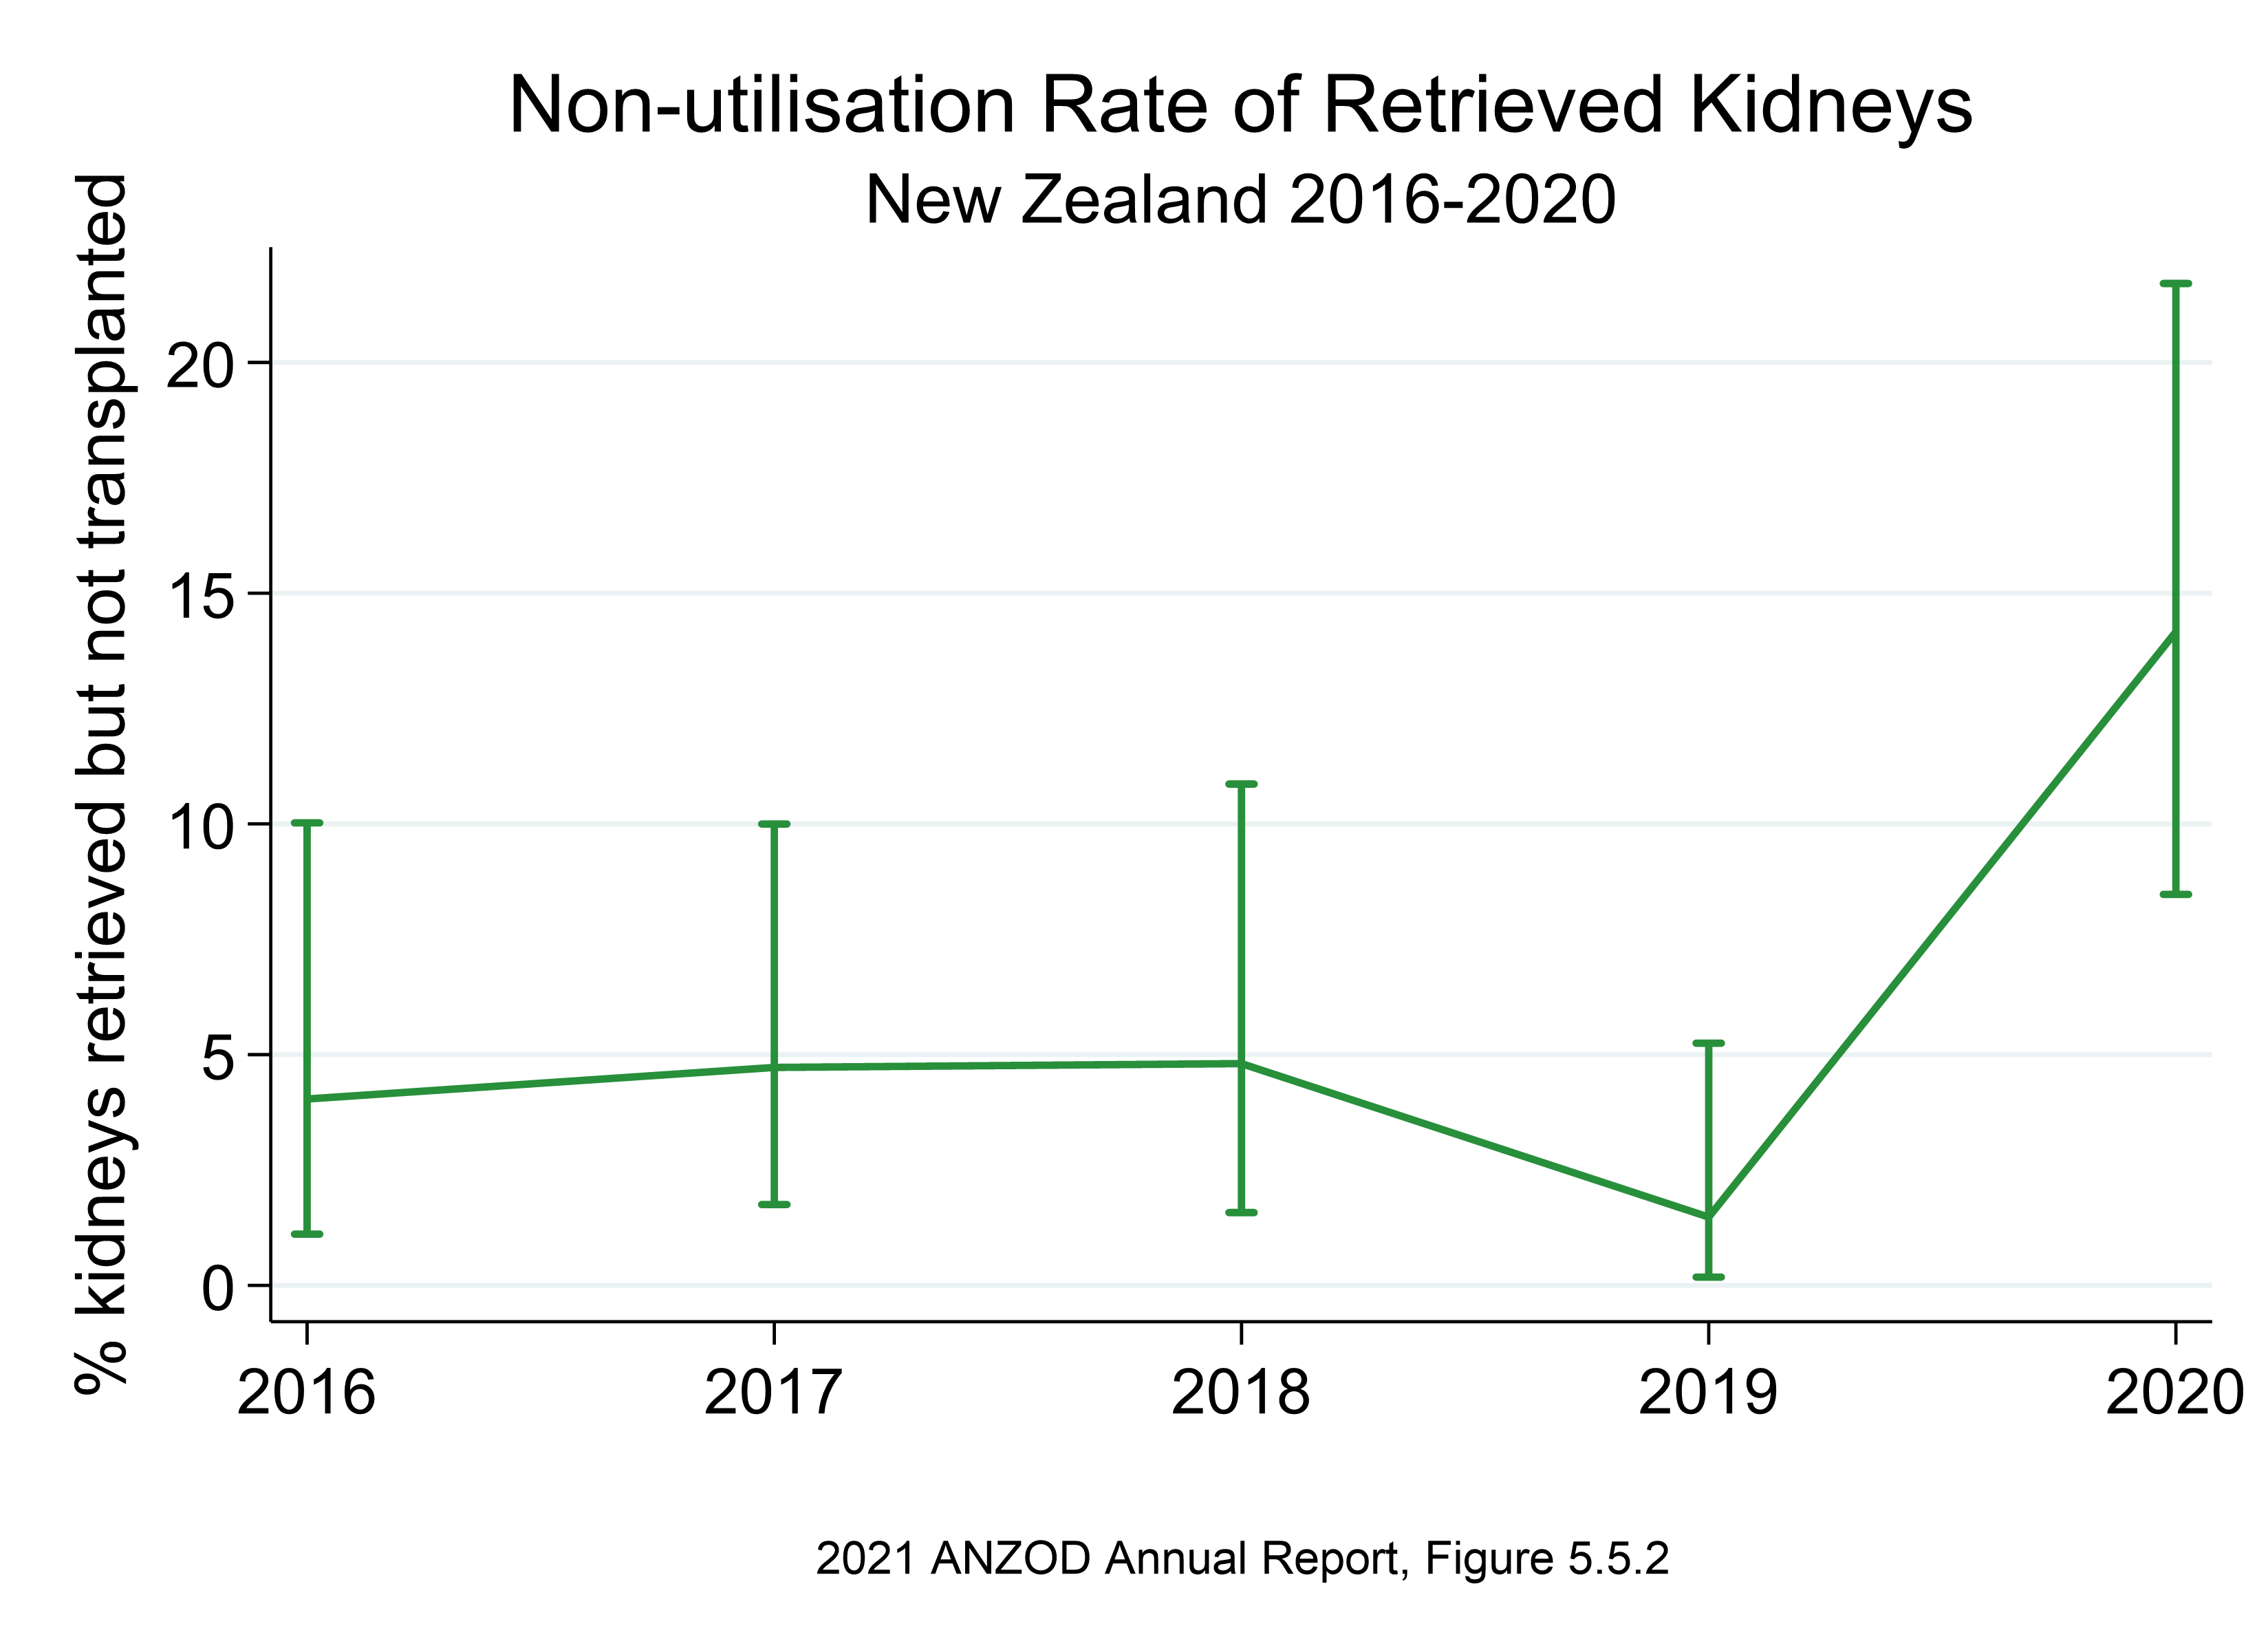 Non-utilisation Rate of Retrieved Kidneys
New Zealand 2016-2020
% kidneys retrieved but not transplanted
20
15
10
5
0
2016 2017 2018 2019 2020
2021 ANZOD Annual Report, Figure 5.5.2